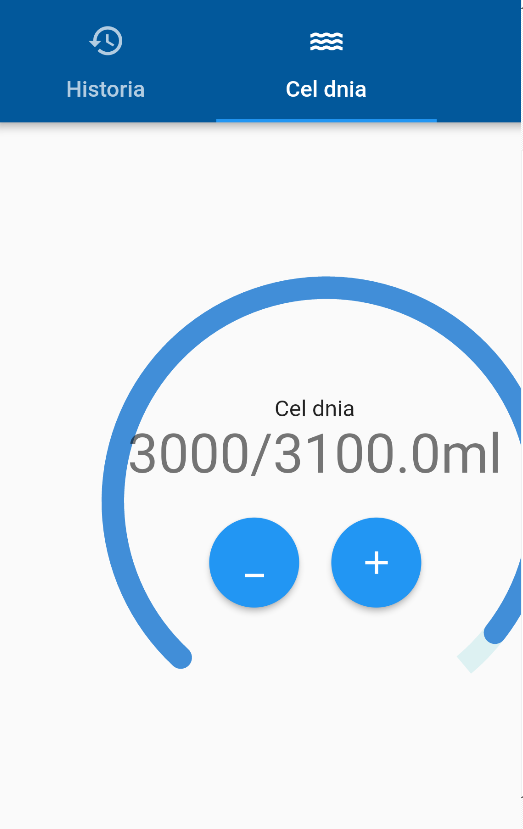 Historia
Cel dnia
Cel dnia
3000/3100.0ml
_ +